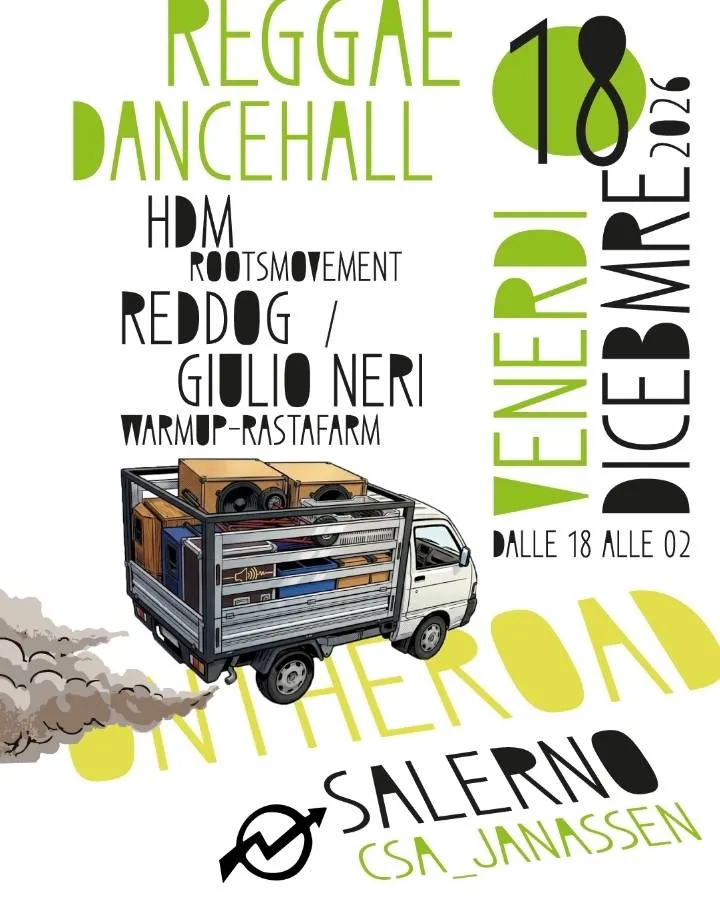 REGGAE
DANCEHALL
HDM
ROOTSMOVEMENT
REDDOG /
GIULIO NERI
WARMUP-RASTAFARM
VENERDI 18
DICEBMRE 2026
DALLE 18 ALLE 02
ONTHEROAD
SALERNO
CSA_JANASSEN